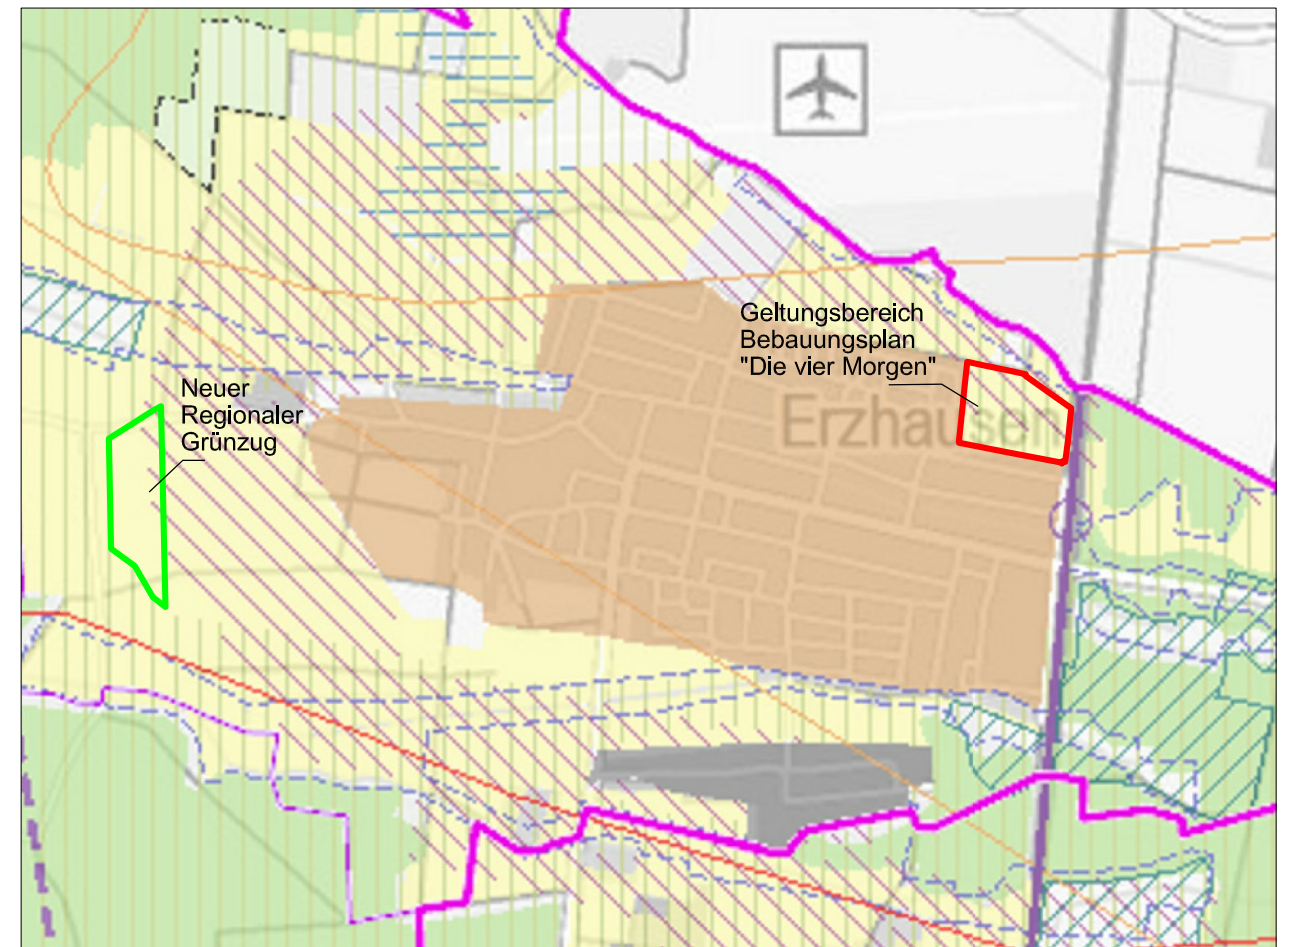 Geltungsbereich
Bebauungsplan
"Die vier Morgen"
Neuer
Regionaler
Grünzug
Erzhausen